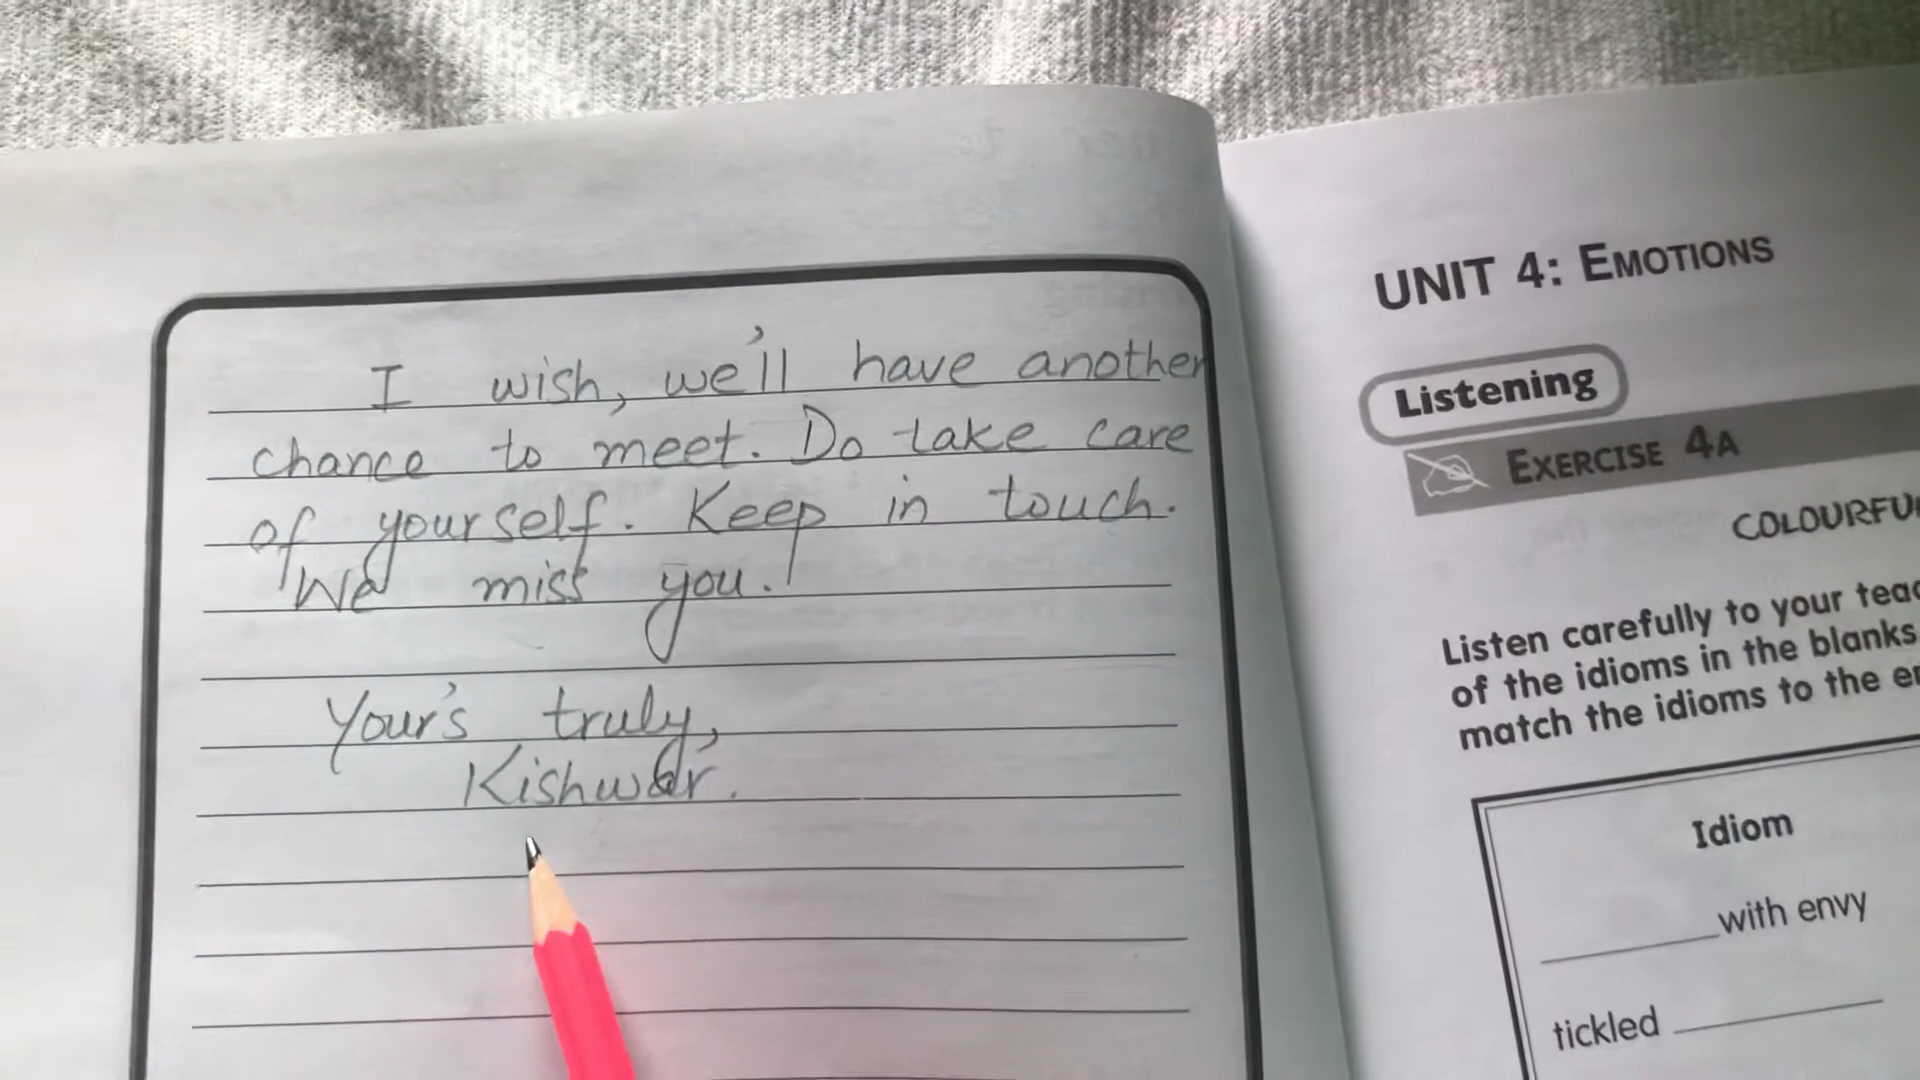 I wish, we'll have another
chance to meet. Do take care
of yourself. Keep in touch.
We miss you.
Your's truly,
Kishwar.
UNIT 4: EMOTIONS
Listening
EXERCISE 4A
COLOURFU
Listen carefully to your teac
of the idioms in the blanks
match the idioms to the e
Idiom
with envy
tickled